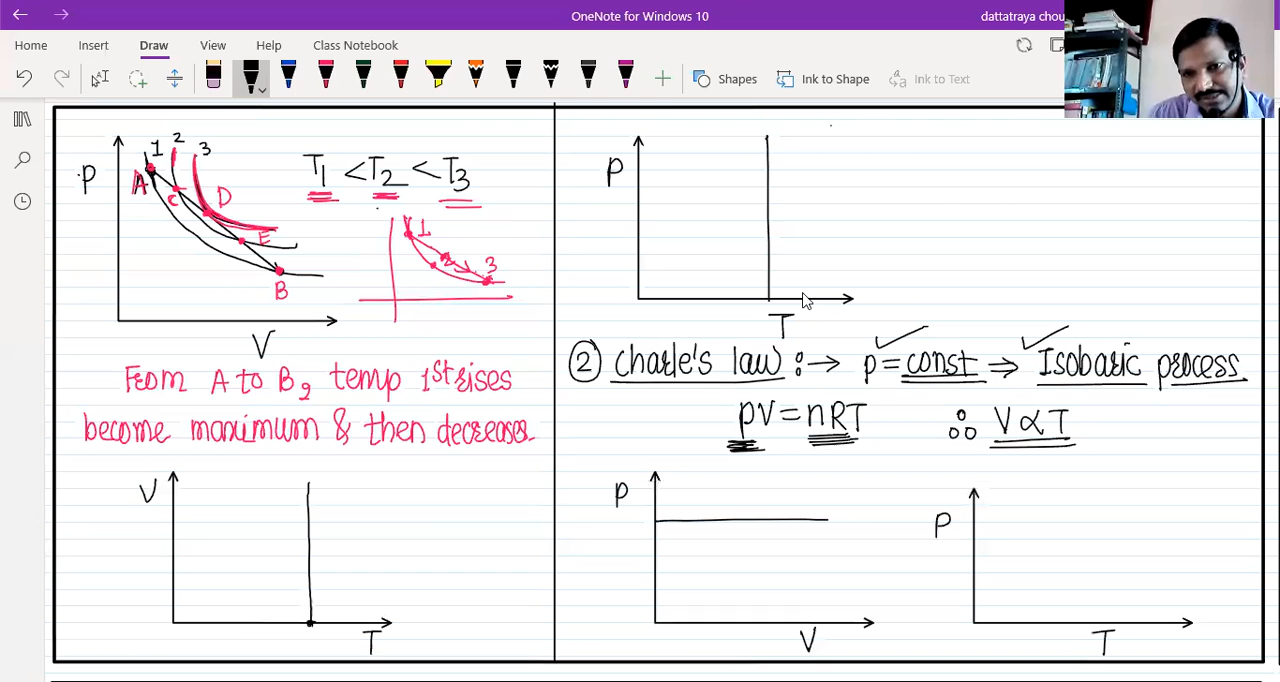 OneNote for Windows 10
dattatraya chou
Home Insert Draw View Help Class Notebook
Shapes Ink to Shape Ink to Text
P
1 2 3
A C D E B
V
T1 < T2 < T3
1 2 3
From A to B, temp 1st rises
become maximum & then decreases.
V
T
P
T
② Charle's law :→ p = const ⇒ Isobaric process
pV = nRT ∴ V ∝ T
P
V
P
T